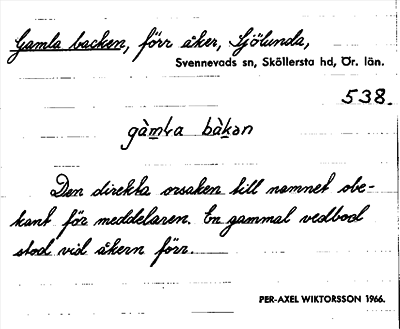 Gamla backen, förr åker, Sjölunda,
Svennevads sn, Sköllersta hd, Ör. län.
538.
gàmla bàkən
Den direkta orsaken till namnet obe-
kant för meddelaren. En gammal vedbod
stod vid åkern förr.
PER-AXEL WIKTORSSON 1966.